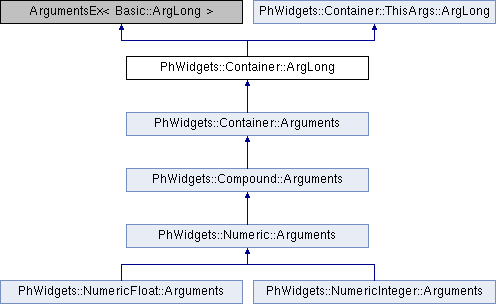 ArgumentsEx< Basic::ArgLong >
PhWidgets::Container::ThisArgs::ArgLong
PhWidgets::Container::ArgLong
PhWidgets::Container::Arguments
PhWidgets::Compound::Arguments
PhWidgets::Numeric::Arguments
PhWidgets::NumericFloat::Arguments
PhWidgets::NumericInteger::Arguments